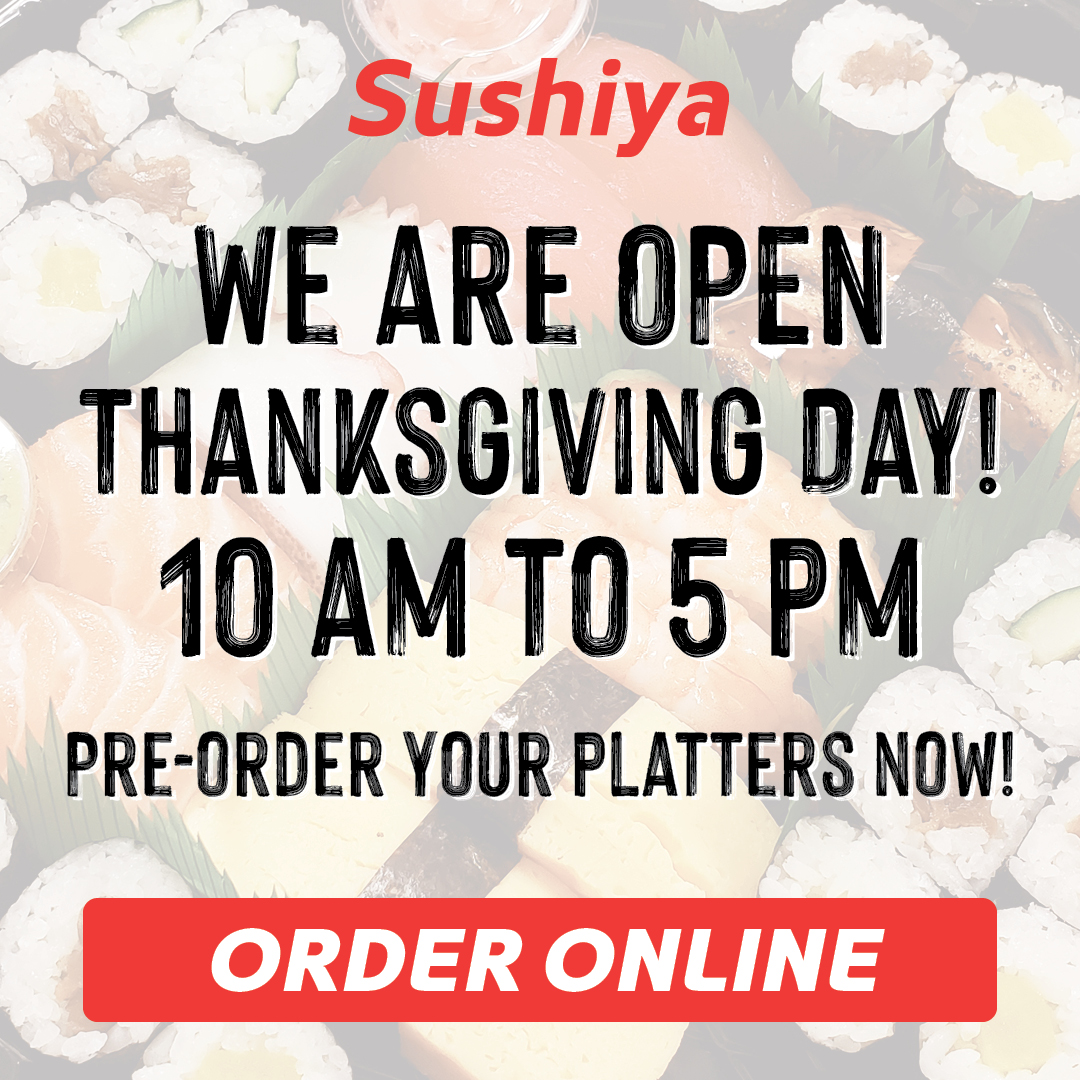 Sushiya
WE ARE OPEN
THANKSGIVING DAY!
10 AM TO 5 PM
PRE-ORDER YOUR PLATTERS NOW!
ORDER ONLINE